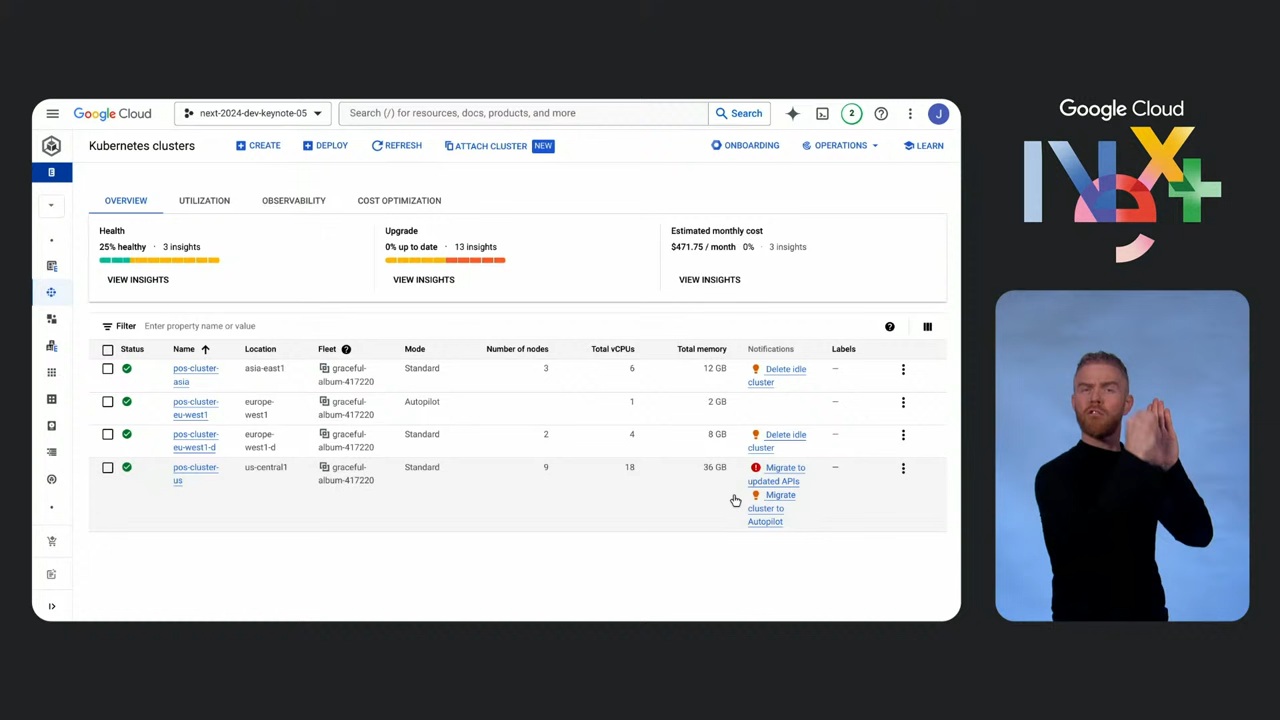 Google Cloud
next-2024-dev-keynote-05
Search (/) for resources, docs, products, and more
Search
2
J
Google Cloud
Next
E
Kubernetes clusters
CREATE
DEPLOY
REFRESH
ATTACH CLUSTER NEW
ONBOARDING
OPERATIONS
LEARN
OVERVIEW
UTILIZATION
OBSERVABILITY
COST OPTIMIZATION
Health
25% healthy · 3 insights
VIEW INSIGHTS
Upgrade
0% up to date · 13 insights
VIEW INSIGHTS
Estimated monthly cost
$471.75 / month 0% · 3 insights
VIEW INSIGHTS
Filter Enter property name or value
Status Name Location Fleet Mode Number of nodes Total vCPUs Total memory Notifications Labels
pos-cluster- asia-east1 graceful- Standard 3 6 12 GB Delete idle –
asia album-417220 cluster
pos-cluster- europe- graceful- Autopilot 1 2 GB –
eu-west1 west1 album-417220
pos-cluster- europe- graceful- Standard 2 4 8 GB Delete idle –
eu-west1-d west1-d album-417220 cluster
pos-cluster- us-central1 graceful- Standard 9 18 36 GB Migrate to –
us album-417220 updated APIs
Migrate
cluster to
Autopilot